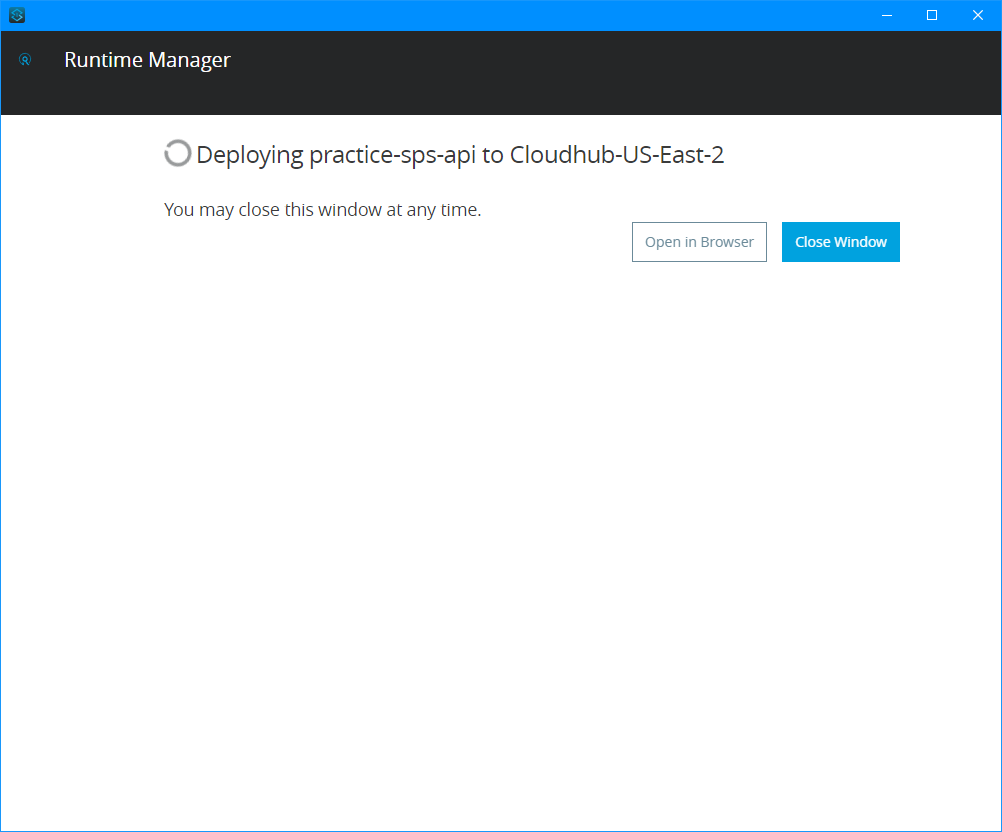 Runtime Manager
Deploying practice-sps-api to Cloudhub-US-East-2
You may close this window at any time.
Open in Browser
Close Window